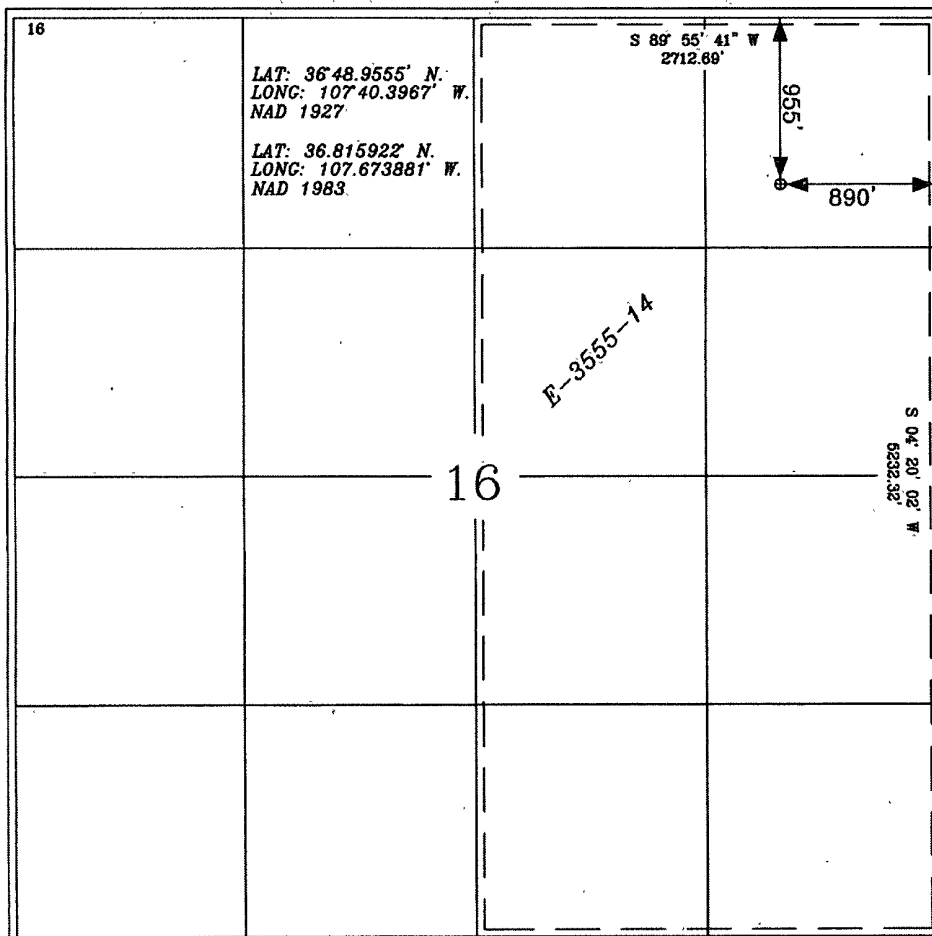 16
S 89° 55' 41" W
2712.69'
LAT: 36°48.9555' N.
LONG: 107°40.3967' W.
NAD 1927
LAT: 36.815922° N.
LONG: 107.673881° W.
NAD 1983
955'
890'
E-3555-14
S 04° 20' 02" W
5232.32'
16